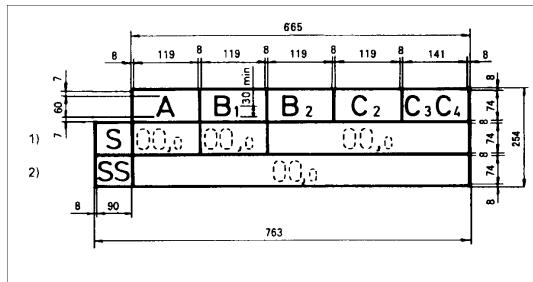 665
8 119 8 119 8 119 8 119 8 141 8
7 60 7
A B₁ 30 min B₂ C₂ C₃ C₄
8 74 8 74 8 74 8
254
1) S 00,0 00,0 00,0
2) SS 00,0
8 90
763